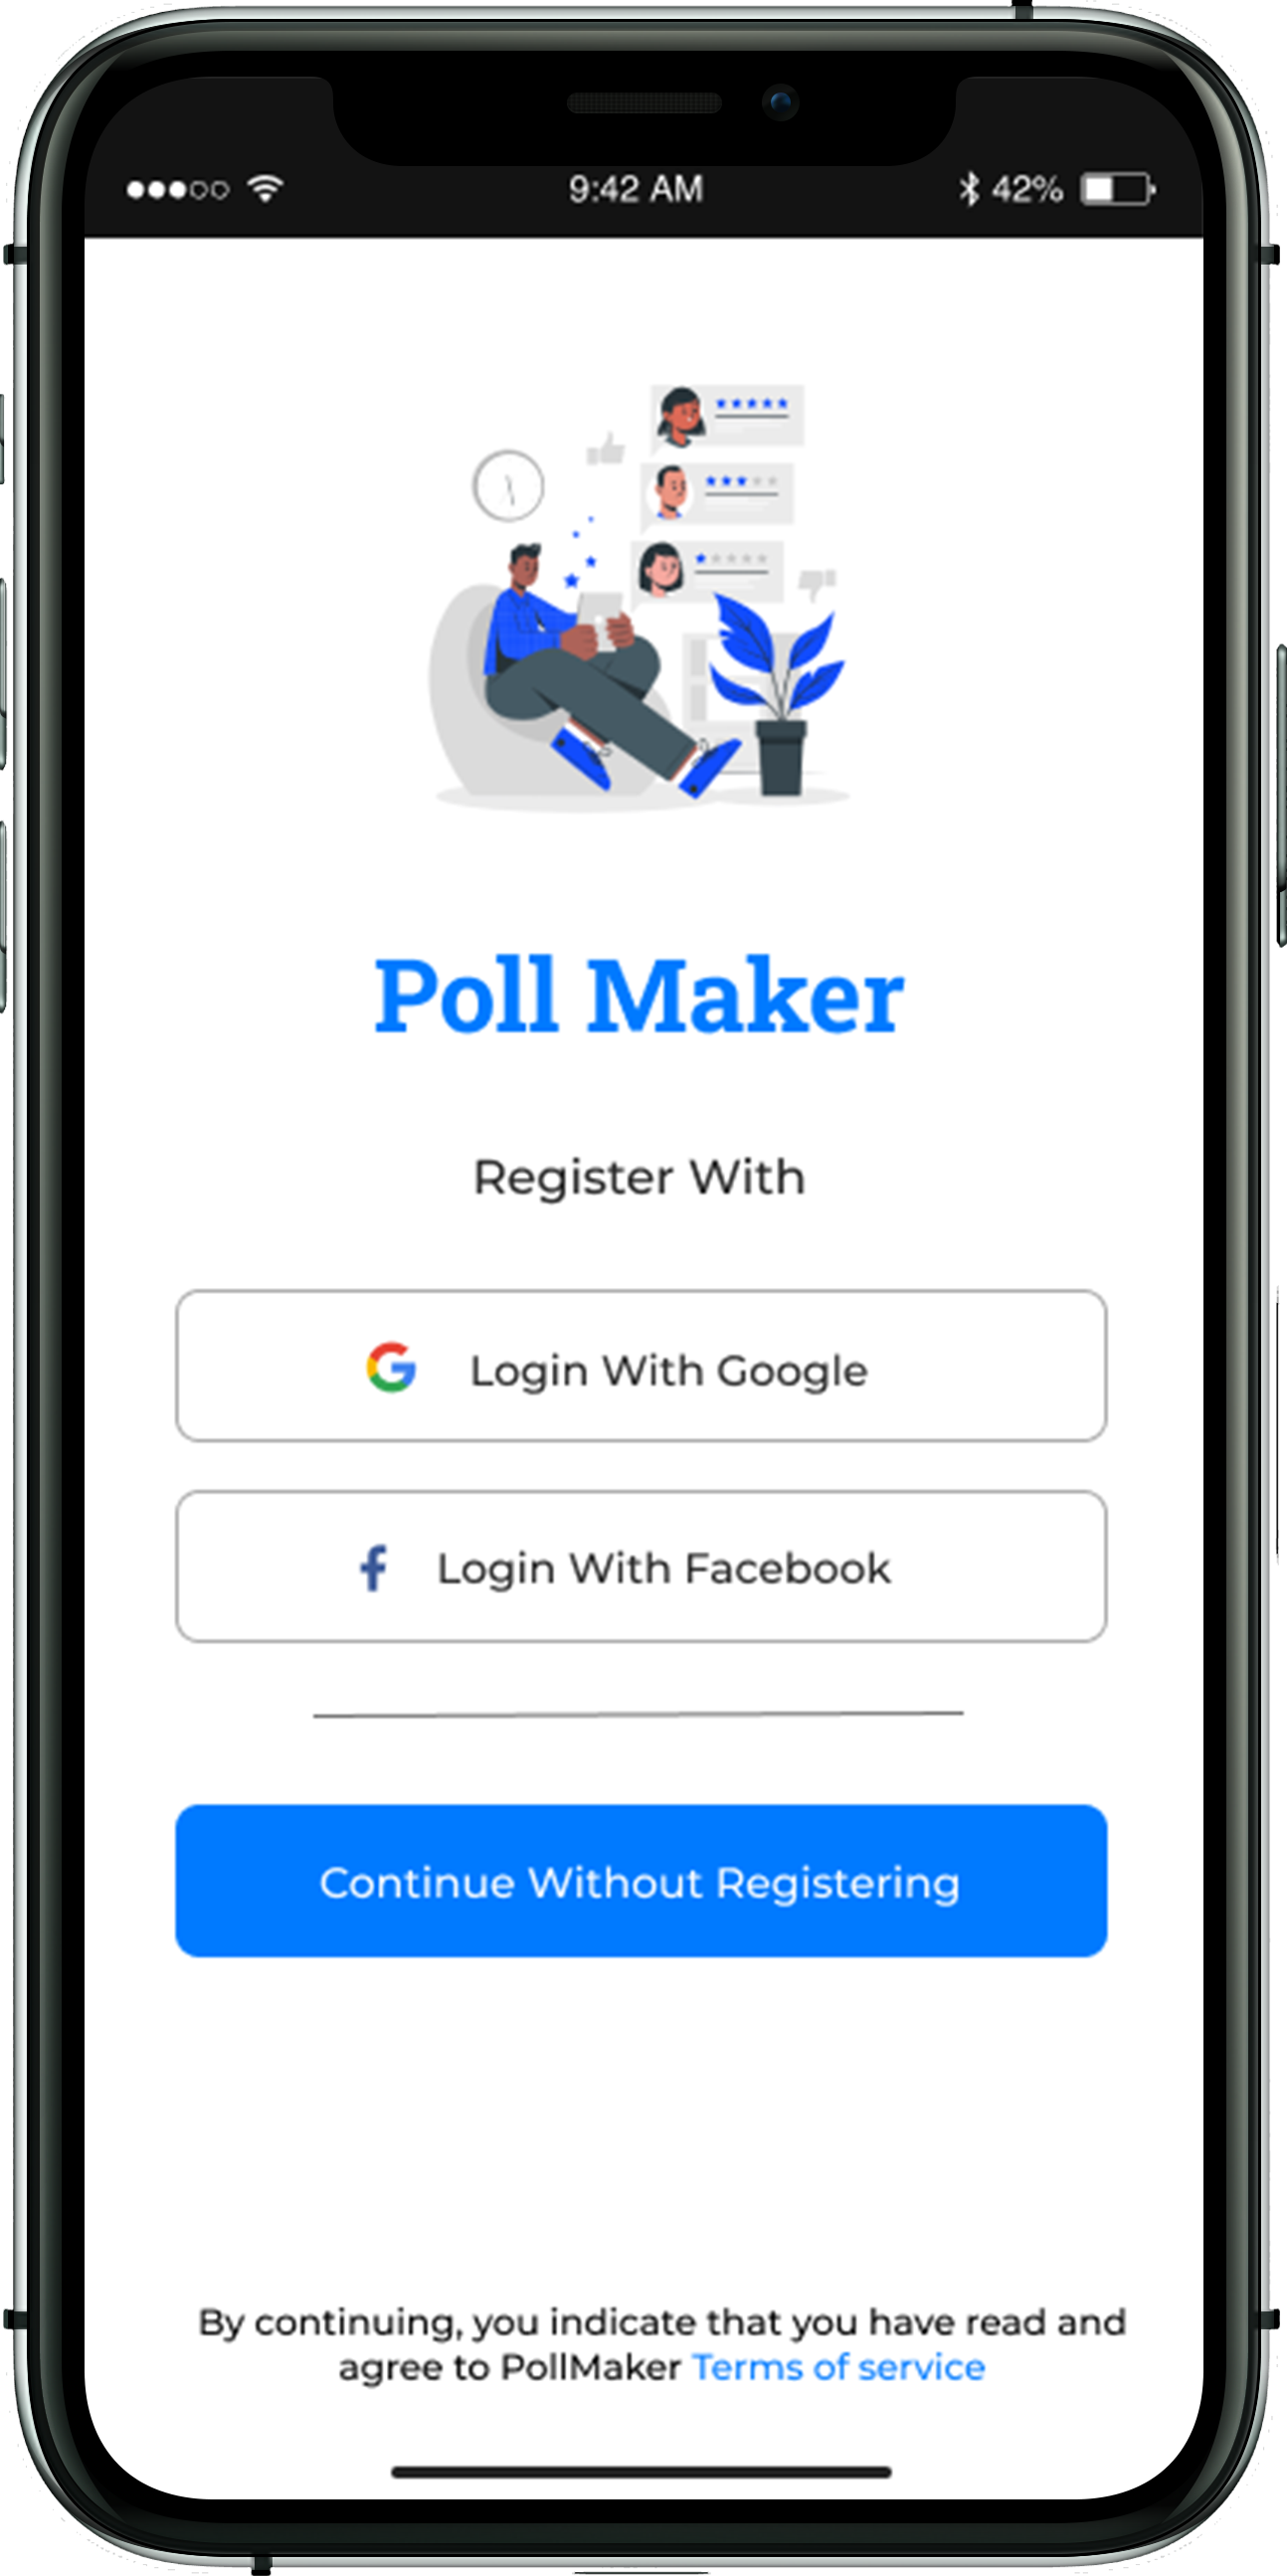 9:42 AM
42%
Poll Maker
Register With
Login With Google
Login With Facebook
Continue Without Registering
By continuing, you indicate that you have read and
agree to PollMaker Terms of service